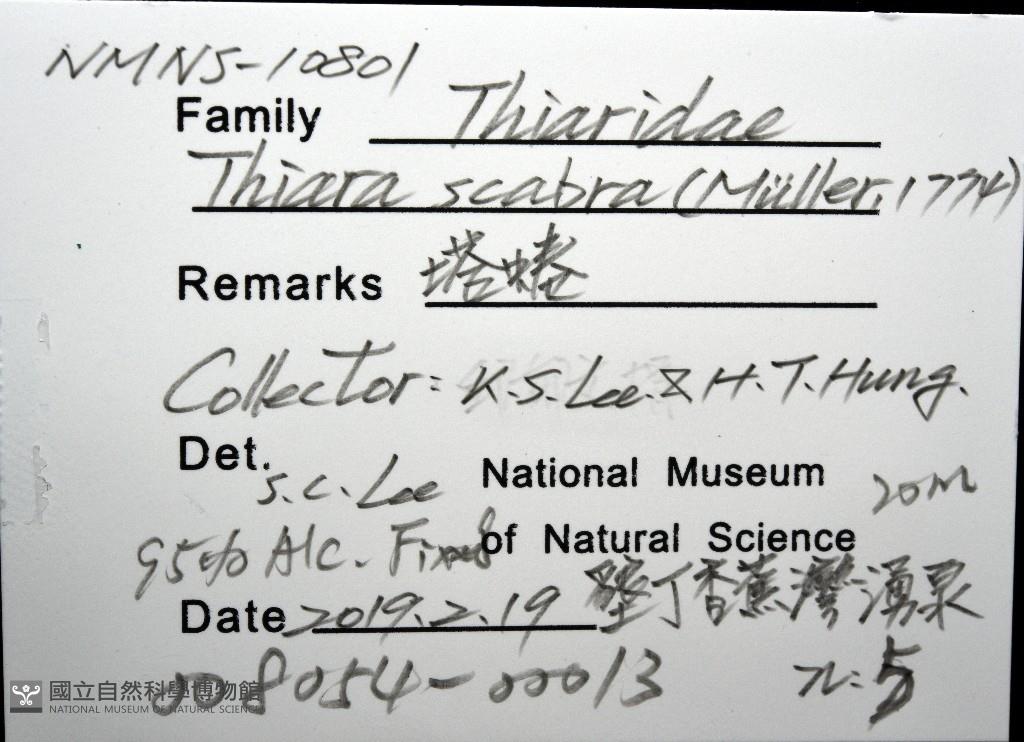 NMNS-10801
Family Thiaridae
Thiara scabra (Müller, 1774)
Remarks 塔蜷
Collector: K.S. Lee. & H.T. Hung.
Det. S.C. Lee
National Museum
of Natural Science
20M
95% Alc. Fixed
Date 2019.2.19
墾丁香蕉灣湧泉
008054-00013
n: 5
國立自然科學博物館
NATIONAL MUSEUM OF NATURAL SCIENCE